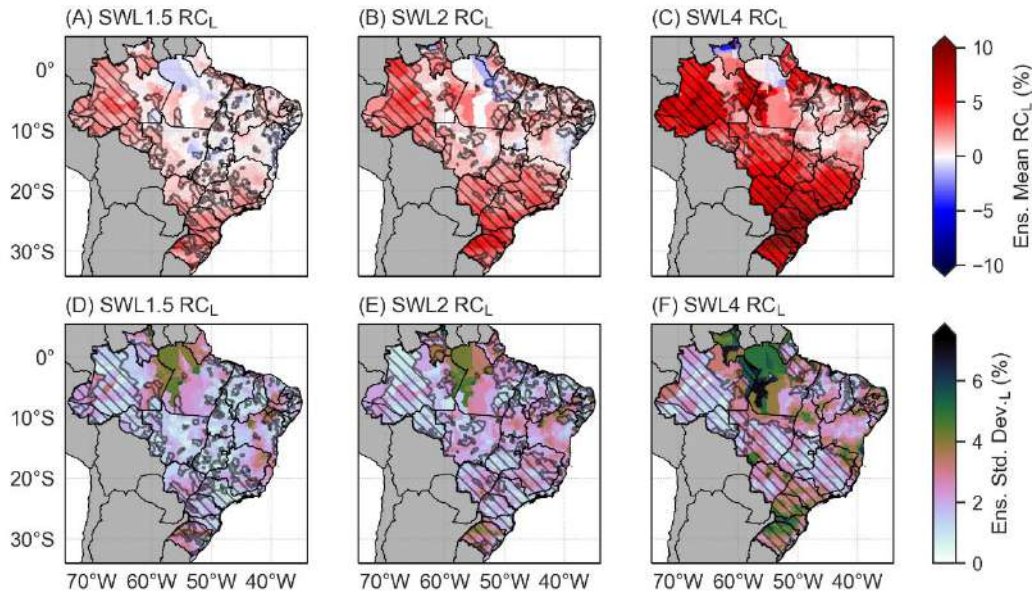 (A) SWL1.5 RCL
(B) SWL2 RCL
(C) SWL4 RCL
0°
10°S
20°S
30°S
10
5
0
−5
−10
Ens. Mean RCL (%)
(D) SWL1.5 RCL
(E) SWL2 RCL
(F) SWL4 RCL
0°
10°S
20°S
30°S
70°W 60°W 50°W 40°W
70°W 60°W 50°W 40°W
70°W 60°W 50°W 40°W
6
4
2
0
Ens. Std. Dev.L (%)